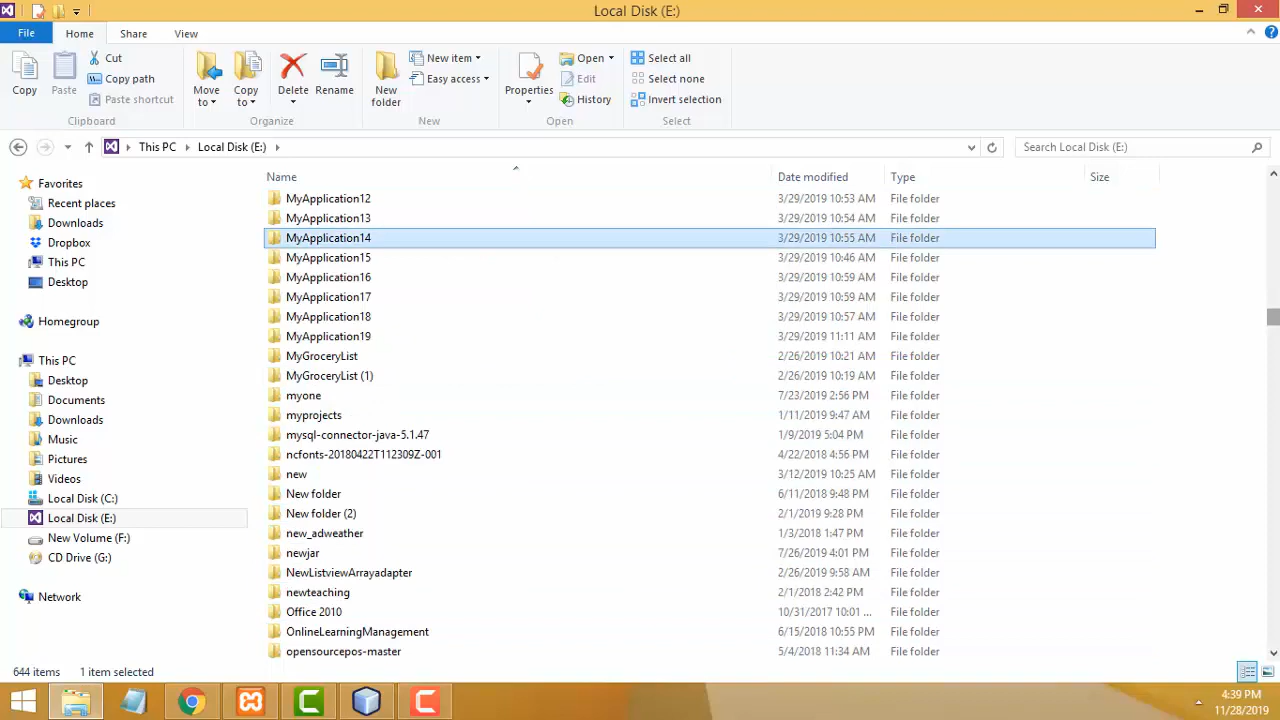 Local Disk (E:)
File Home Share View
Copy
Paste
Cut
Copy path
Paste shortcut
Clipboard
Move to
Copy to
Delete
Rename
Organize
New folder
New item
Easy access
New
Properties
Open
Edit
History
Open
Select all
Select none
Invert selection
Select
This PC Local Disk (E:)
Search Local Disk (E:)
Favorites
Recent places
Downloads
Dropbox
This PC
Desktop
Homegroup
This PC
Desktop
Documents
Downloads
Music
Pictures
Videos
Local Disk (C:)
Local Disk (E:)
New Volume (F:)
CD Drive (G:)
Network
Name Date modified Type Size
MyApplication12 3/29/2019 10:53 AM File folder
MyApplication13 3/29/2019 10:54 AM File folder
MyApplication14 3/29/2019 10:55 AM File folder
MyApplication15 3/29/2019 10:46 AM File folder
MyApplication16 3/29/2019 10:59 AM File folder
MyApplication17 3/29/2019 10:59 AM File folder
MyApplication18 3/29/2019 10:57 AM File folder
MyApplication19 3/29/2019 11:11 AM File folder
MyGroceryList 2/26/2019 10:21 AM File folder
MyGroceryList (1) 2/26/2019 10:19 AM File folder
myone 7/23/2019 2:56 PM File folder
myprojects 1/11/2019 9:47 AM File folder
mysql-connector-java-5.1.47 1/9/2019 5:04 PM File folder
ncfonts-20180422T112309Z-001 4/22/2018 4:56 PM File folder
new 3/12/2019 10:25 AM File folder
New folder 6/11/2018 9:48 PM File folder
New folder (2) 2/1/2019 9:28 PM File folder
new_adweather 1/3/2018 1:47 PM File folder
newjar 7/26/2019 4:01 PM File folder
NewListviewArrayadapter 2/26/2019 9:58 AM File folder
newteaching 2/1/2018 2:42 PM File folder
Office 2010 10/31/2017 10:01 ... File folder
OnlineLearningManagement 6/15/2018 10:55 PM File folder
opensourcepos-master 5/4/2018 11:34 AM File folder
644 items 1 item selected
4:39 PM
11/28/2019